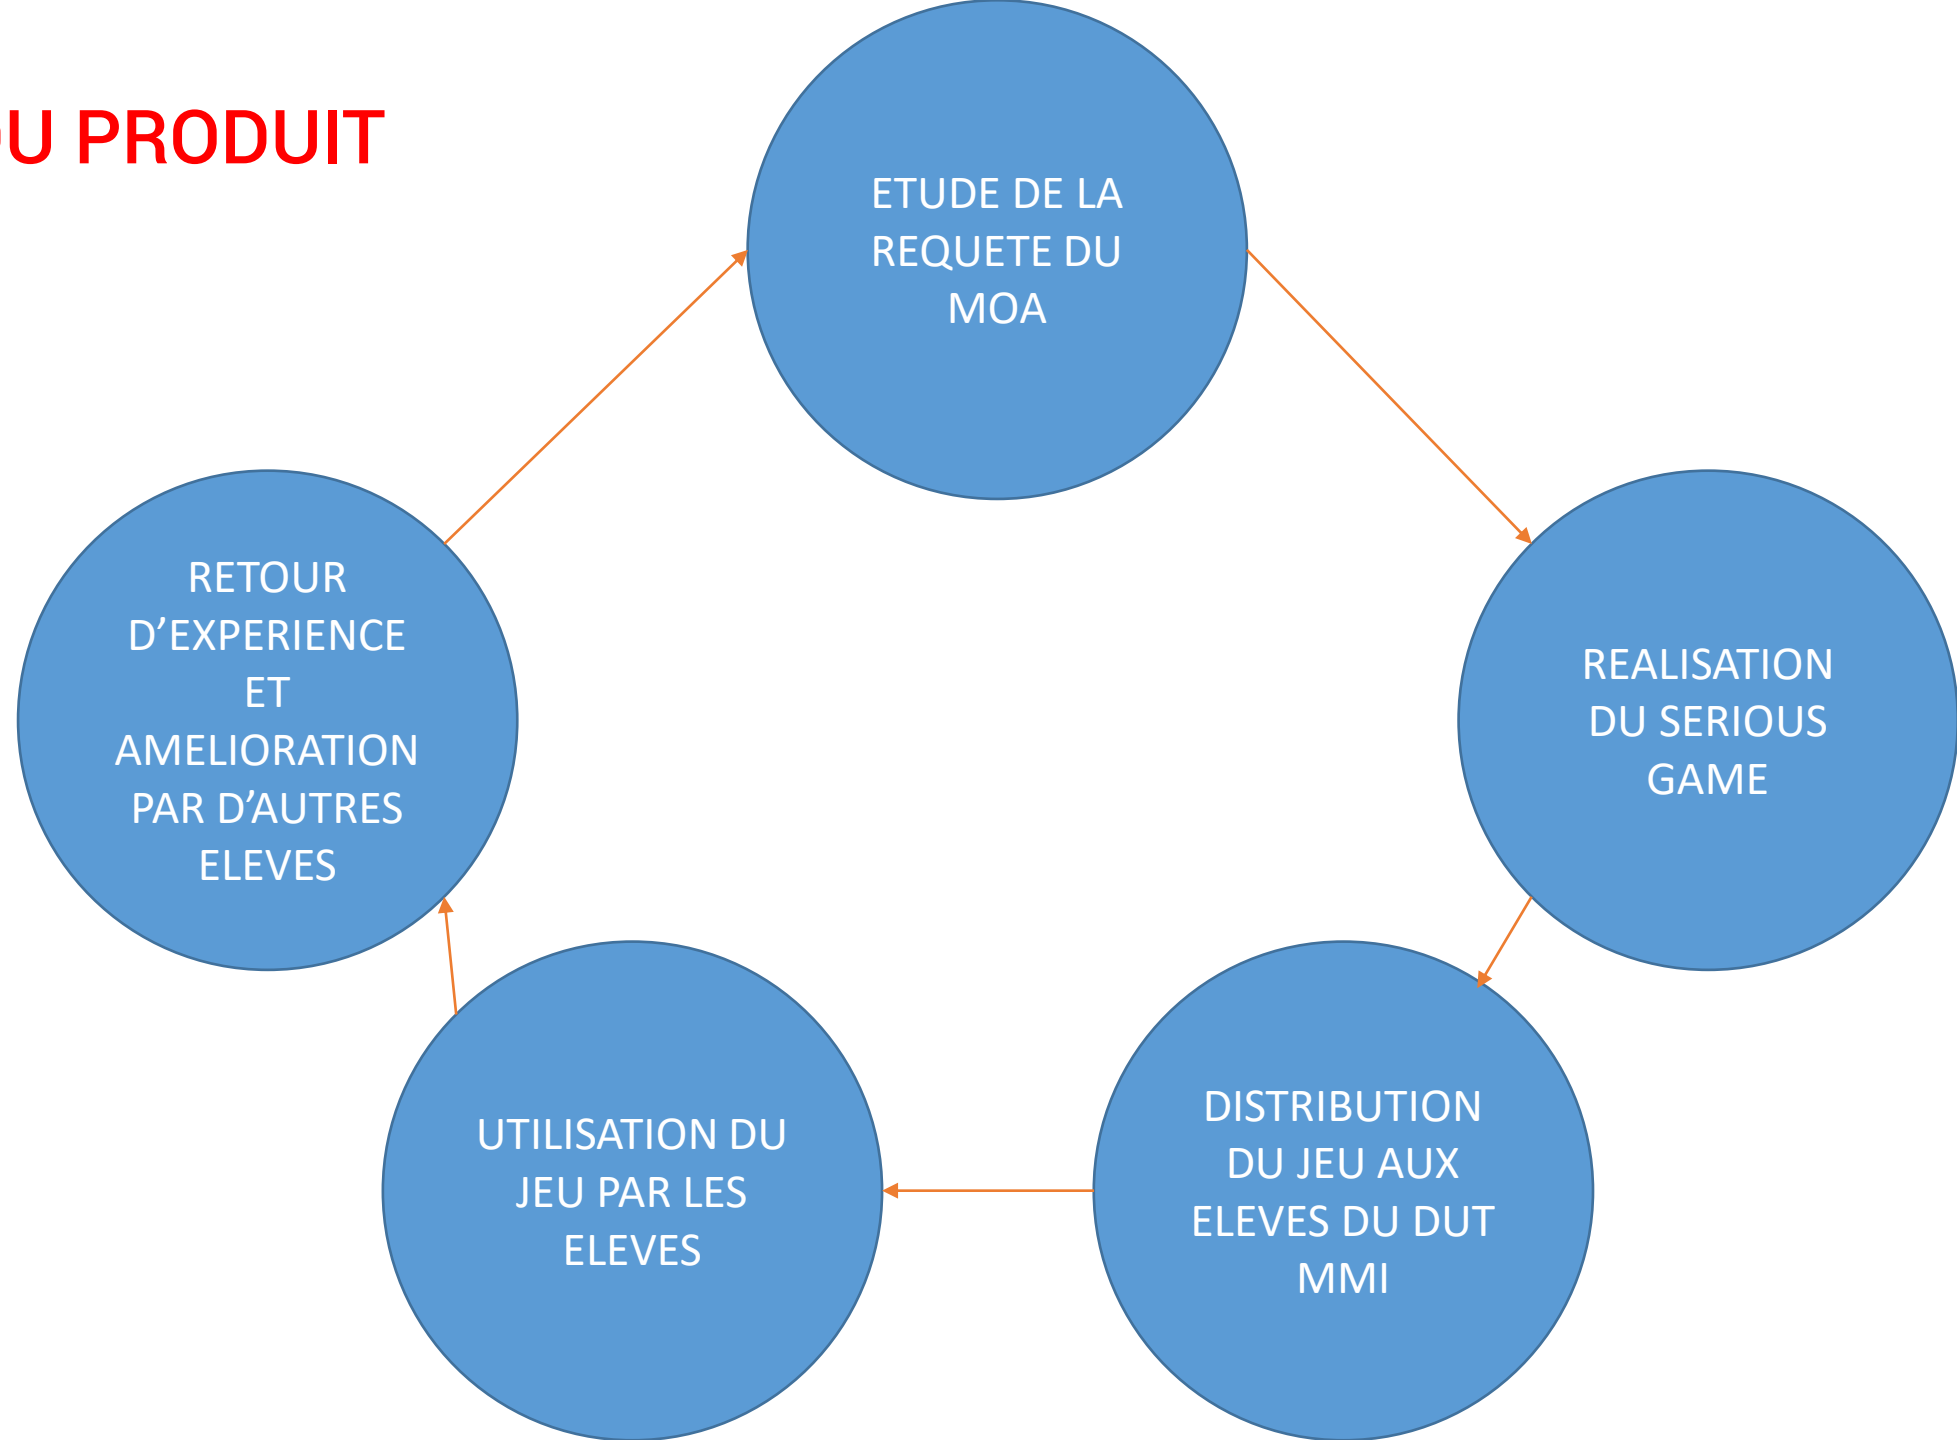 U PRODUIT
ETUDE DE LA
REQUETE DU
MOA
REALISATION
DU SERIOUS
GAME
DISTRIBUTION
DU JEU AUX
ELEVES DU DUT
MMI
UTILISATION DU
JEU PAR LES
ELEVES
RETOUR
D’EXPERIENCE
ET
AMELIORATION
PAR D’AUTRES
ELEVES